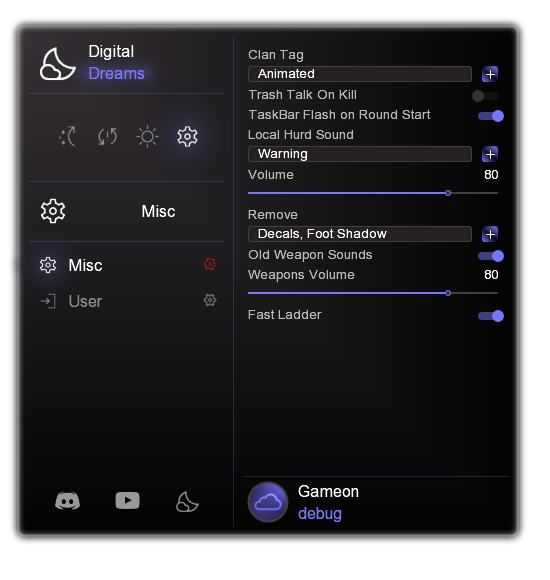 Digital
Dreams
Misc
Misc
User
Clan Tag
Animated
Trash Talk On Kill
TaskBar Flash on Round Start
Local Hurd Sound
Warning
Volume 80
Remove
Decals, Foot Shadow
Old Weapon Sounds
Weapons Volume 80
Fast Ladder
Gameon
debug